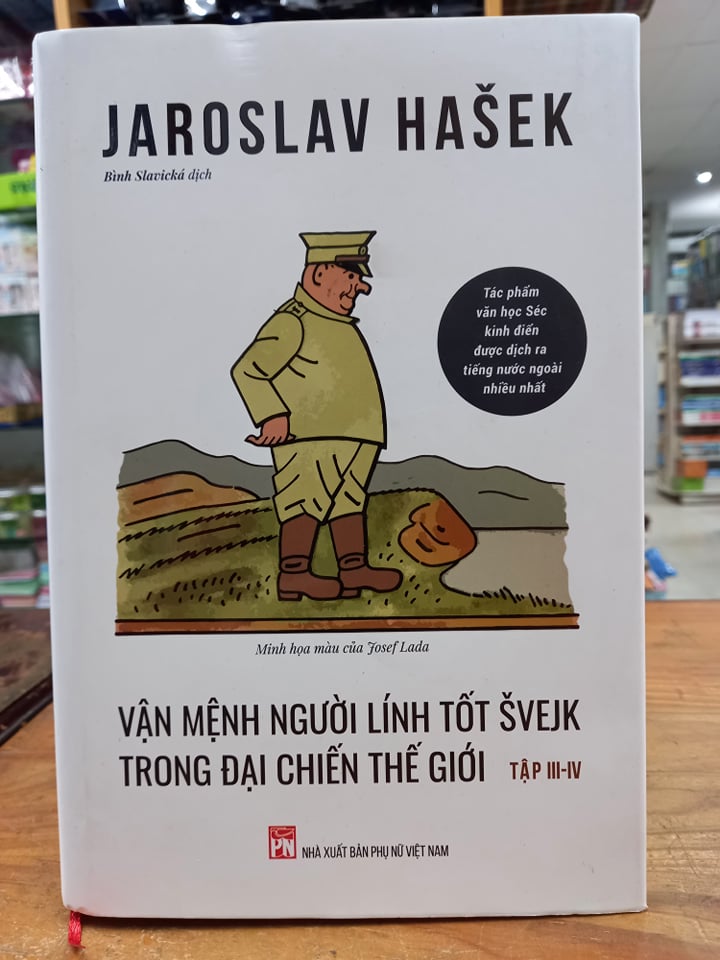 JAROSLAV HAŠEK
Bình Slavická dịch
Tác phẩm
văn học Séc
kinh điển
được dịch ra
tiếng nước ngoài
nhiều nhất
Minh họa màu của Josef Lada
VẬN MỆNH NGƯỜI LÍNH TỐT ŠVEJK
TRONG ĐẠI CHIẾN THẾ GIỚI TẬP III-IV
PN NHÀ XUẤT BẢN PHỤ NỮ VIỆT NAM